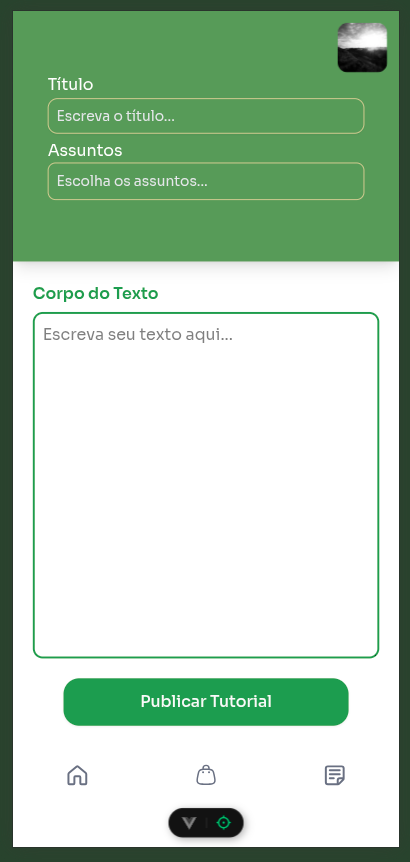 Título
Escreva o título...
Assuntos
Escolha os assuntos...
Corpo do Texto
Escreva seu texto aqui...
Publicar Tutorial